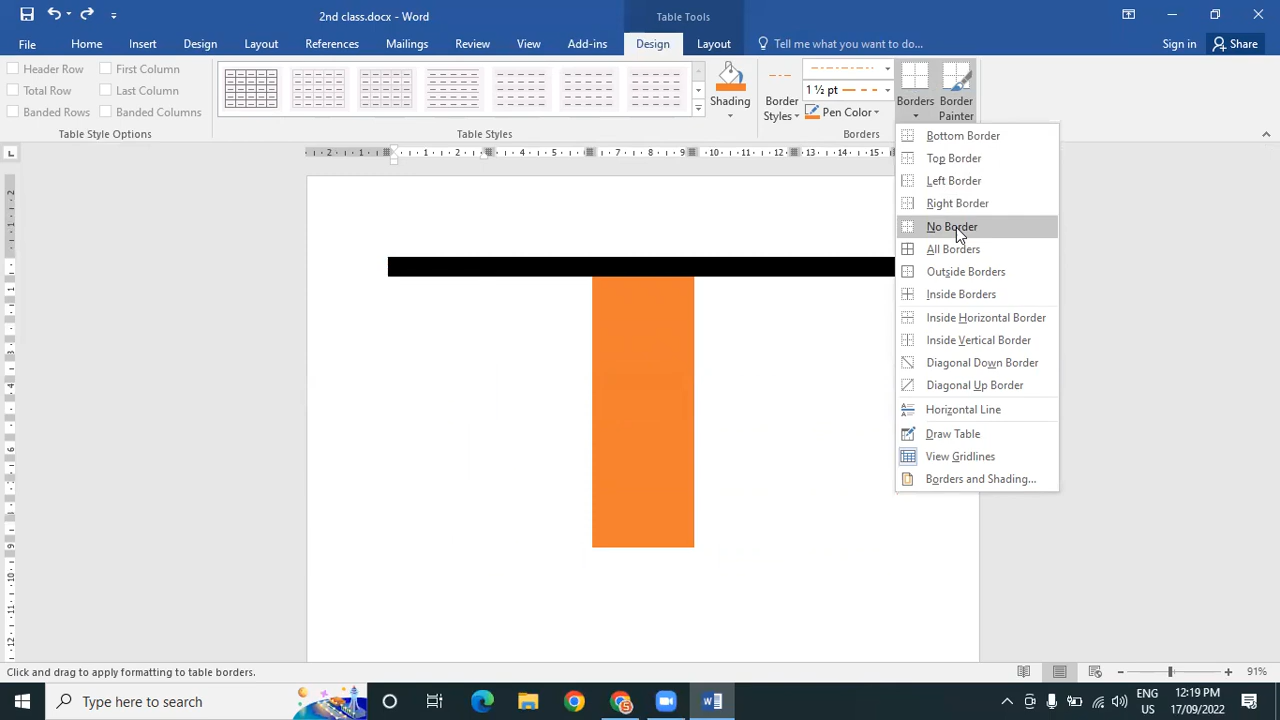 2nd class.docx - Word
Table Tools
File
Home
Insert
Design
Layout
References
Mailings
Review
View
Add-ins
Design
Layout
Tell me what you want to do...
Sign in
Share
Header Row
First Column
Total Row
Last Column
Banded Rows
Banded Columns
Table Style Options
Table Styles
Shading
Border
Styles
1 ½ pt
Pen Color
Borders
Borders
Border
Painter
Bottom Border
Top Border
Left Border
Right Border
No Border
All Borders
Outside Borders
Inside Borders
Inside Horizontal Border
Inside Vertical Border
Diagonal Down Border
Diagonal Up Border
Horizontal Line
Draw Table
View Gridlines
Borders and Shading...
Click and drag to apply formatting to table borders.
91%
Type here to search
ENG
US
12:19 PM
17/09/2022